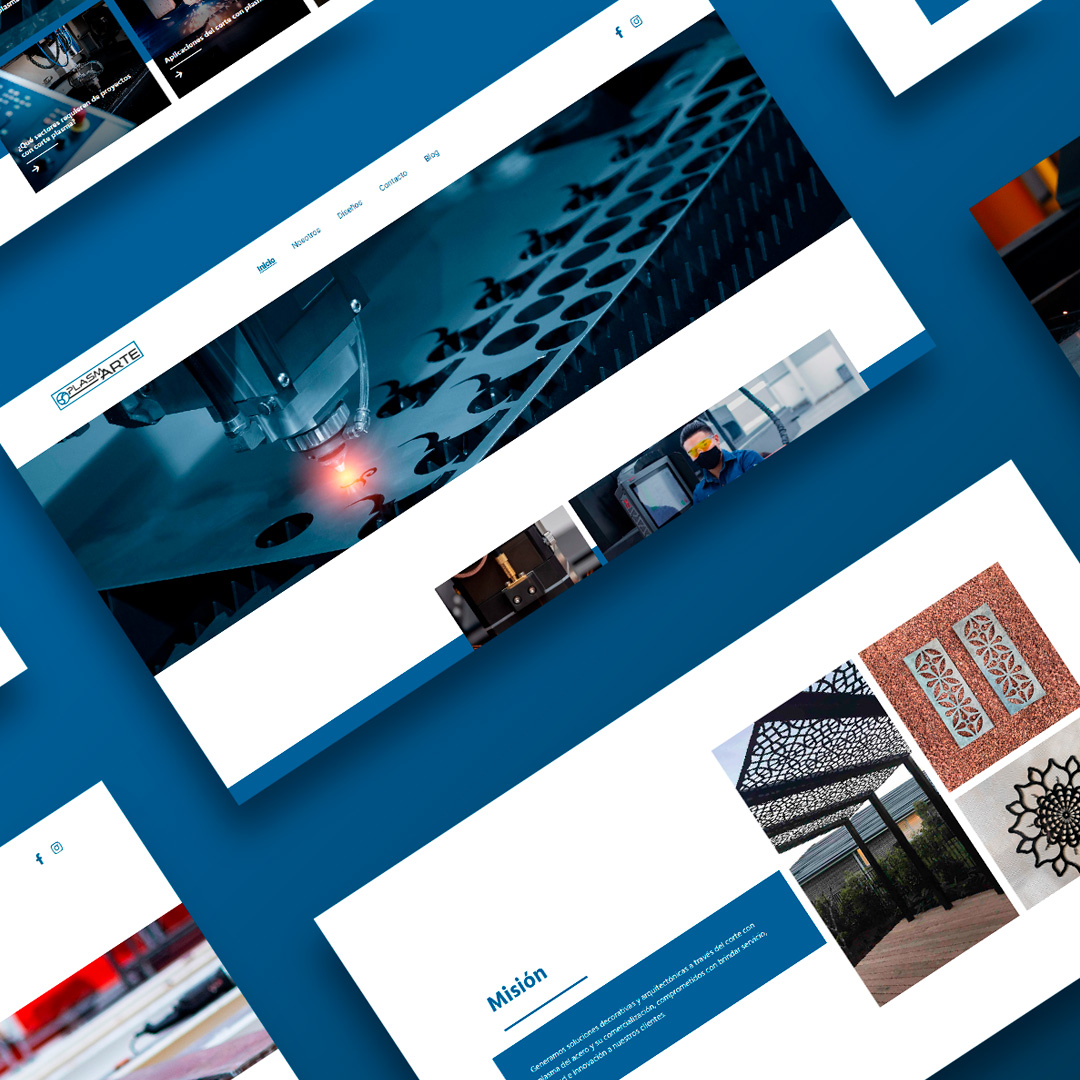 Aplicaciones del corte con plasma
¿Qué sectores requieren de proyectos
con corte plasma?
PLASMARTE
Inicio
Nosotros
Diseños
Contacto
Blog
Misión
Generamos soluciones decorativas y arquitectónicas a través del corte con
plasma del acero y su comercialización, comprometidos con brindar servicio,
e innovación a nuestros clientes.